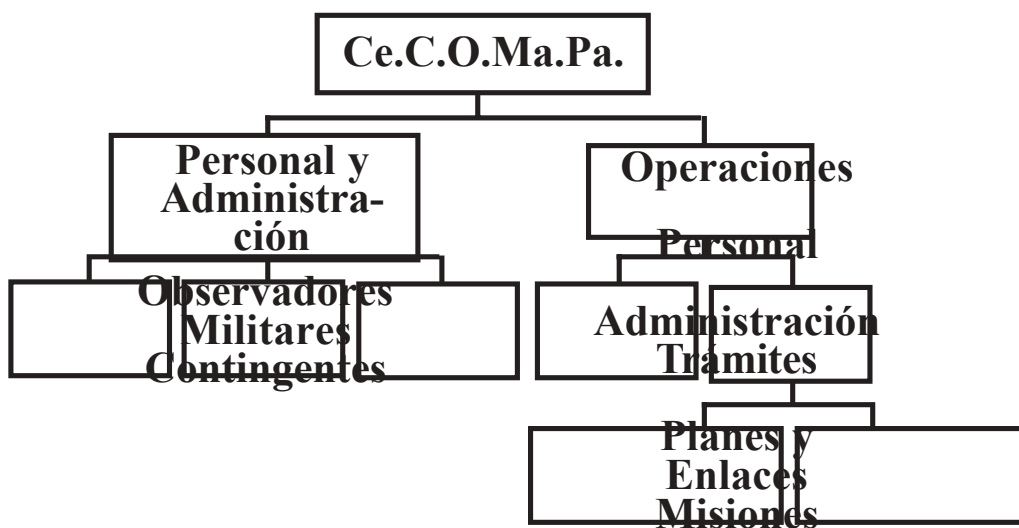 Ce.C.O.Ma.Pa.
Personal y
Administra-
ción
Operaciones
Personal
Observadores
Militares
Contingentes
Administración
Trámites
Planes y
Enlaces
Misiones